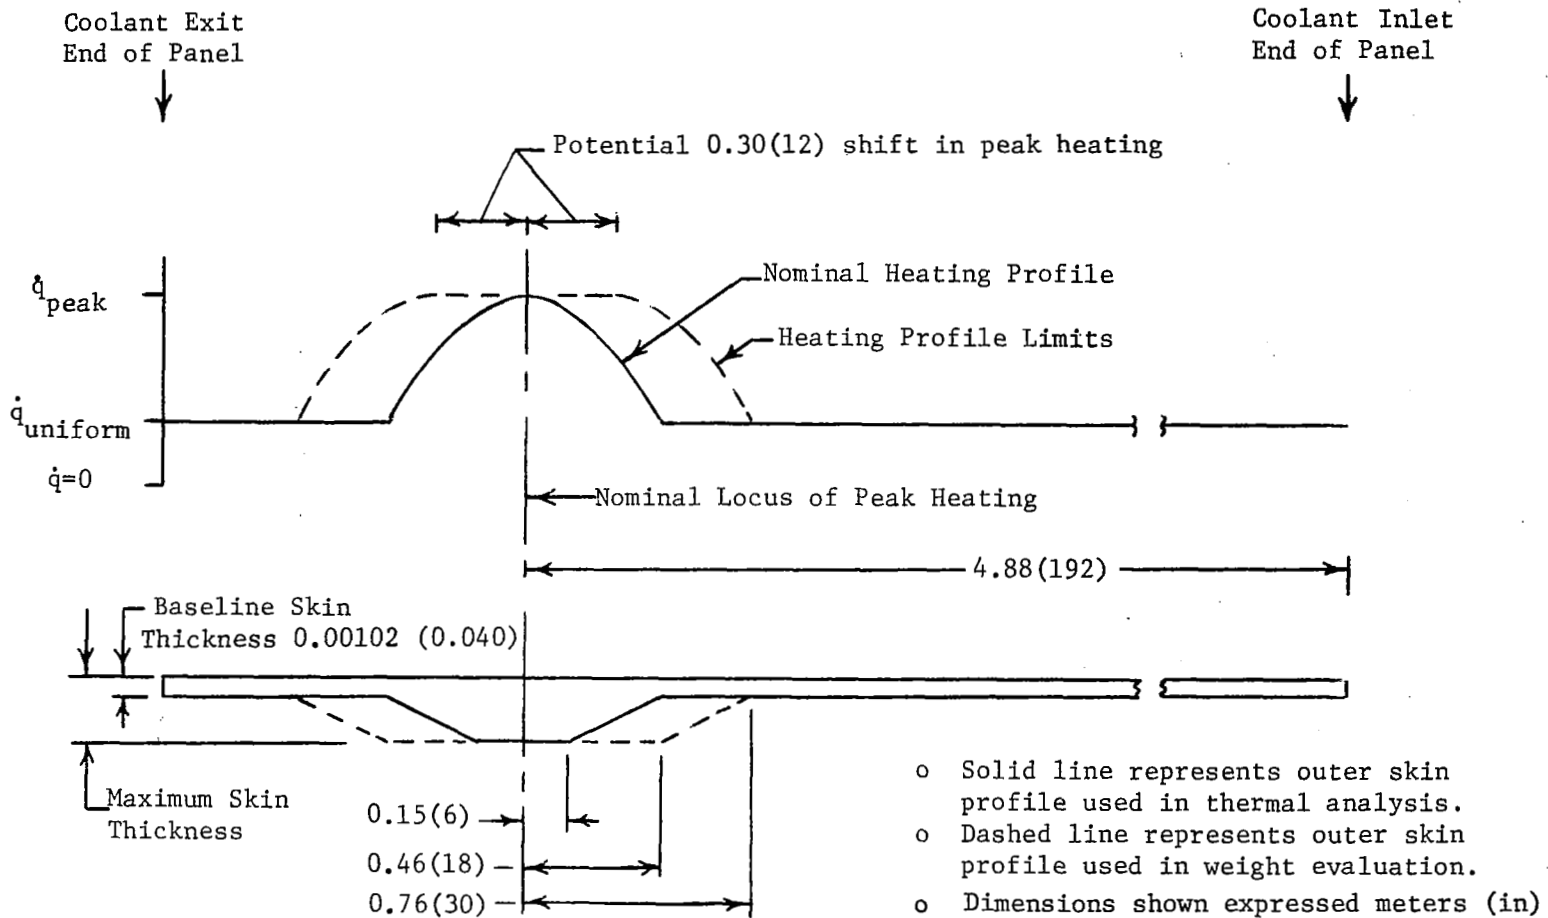 Coolant Exit
End of Panel
Coolant Inlet
End of Panel
Potential 0.30(12) shift in peak heating
Nominal Heating Profile
q̇peak
Heating Profile Limits
q̇uniform
q̇=0
Nominal Locus of Peak Heating
4.88(192)
Baseline Skin
Thickness 0.00102 (0.040)
Maximum Skin
Thickness
0.15(6)
0.46(18)
0.76(30)
o Solid line represents outer skin
profile used in thermal analysis.
o Dashed line represents outer skin
profile used in weight evaluation.
o Dimensions shown expressed meters (in)